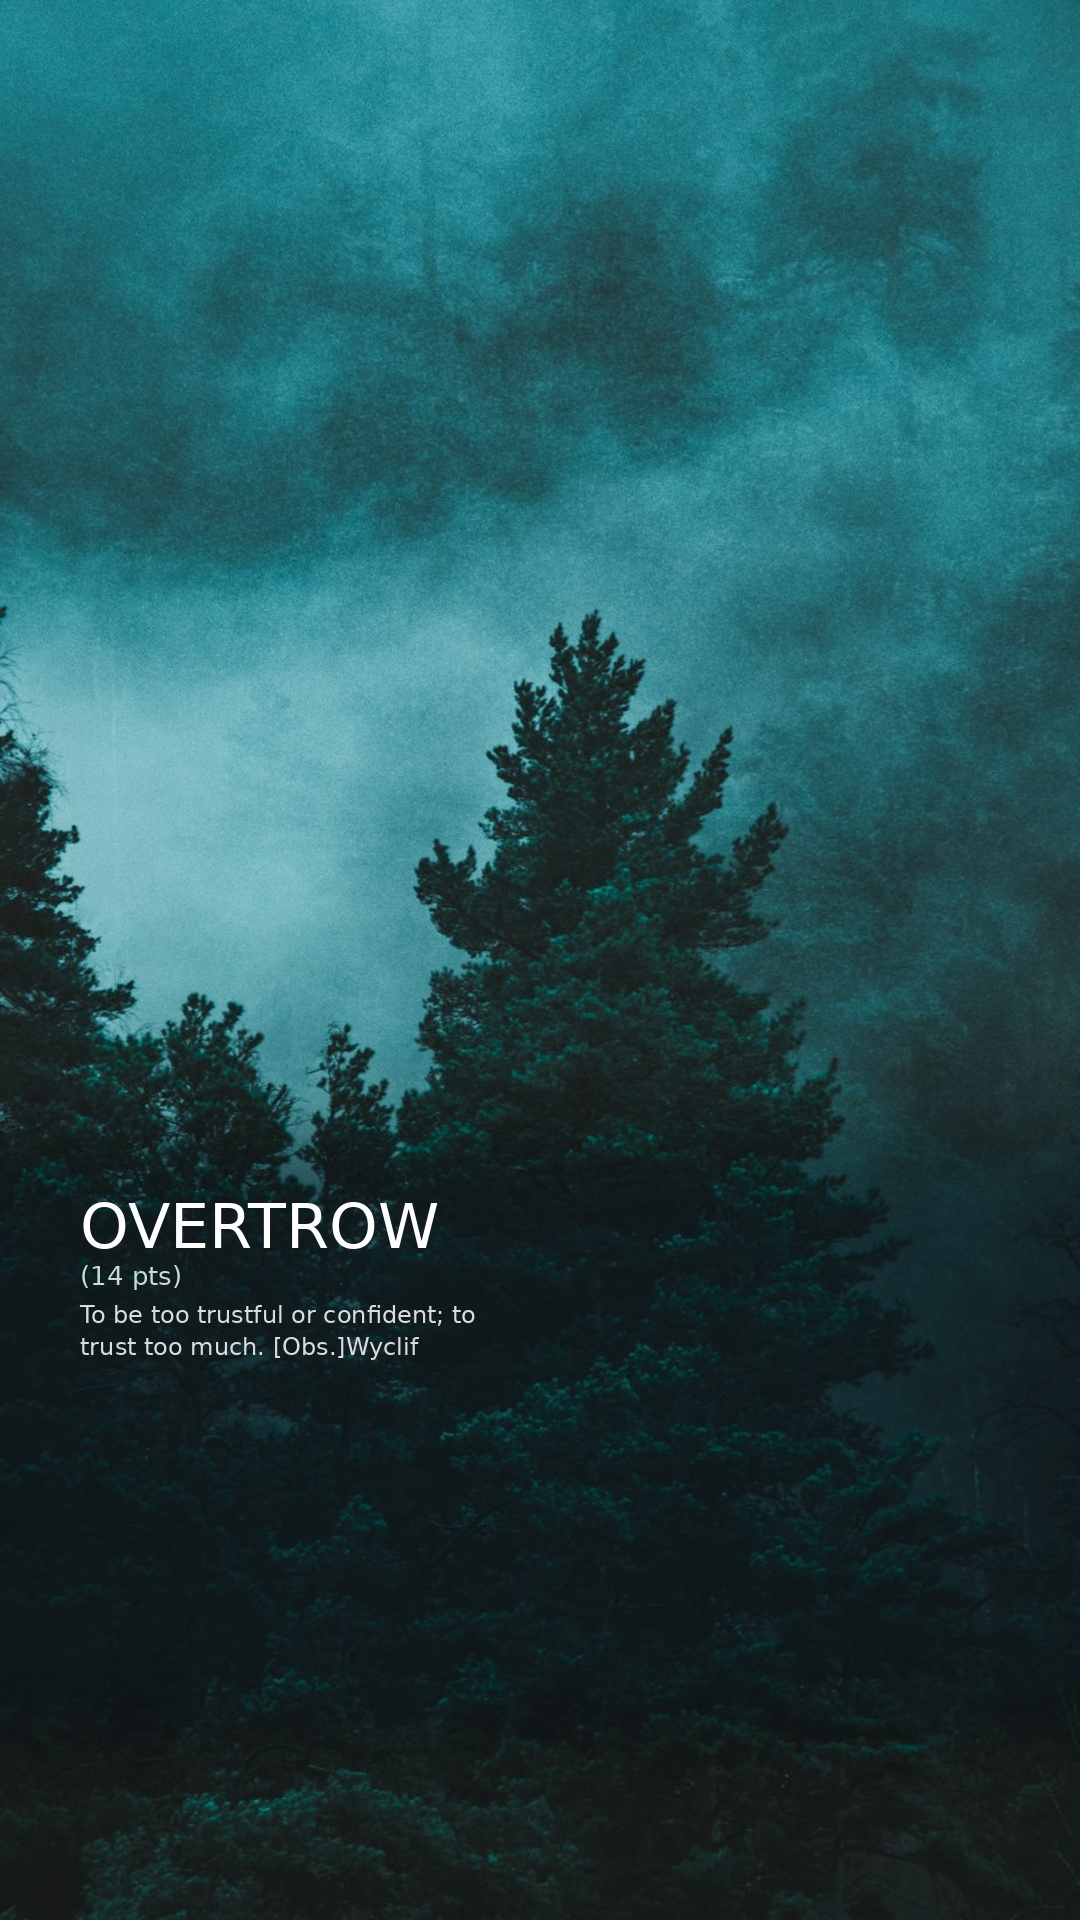 OVERTROW
(14 pts)
To be too trustful or confident; to
trust too much. [Obs.]Wyclif